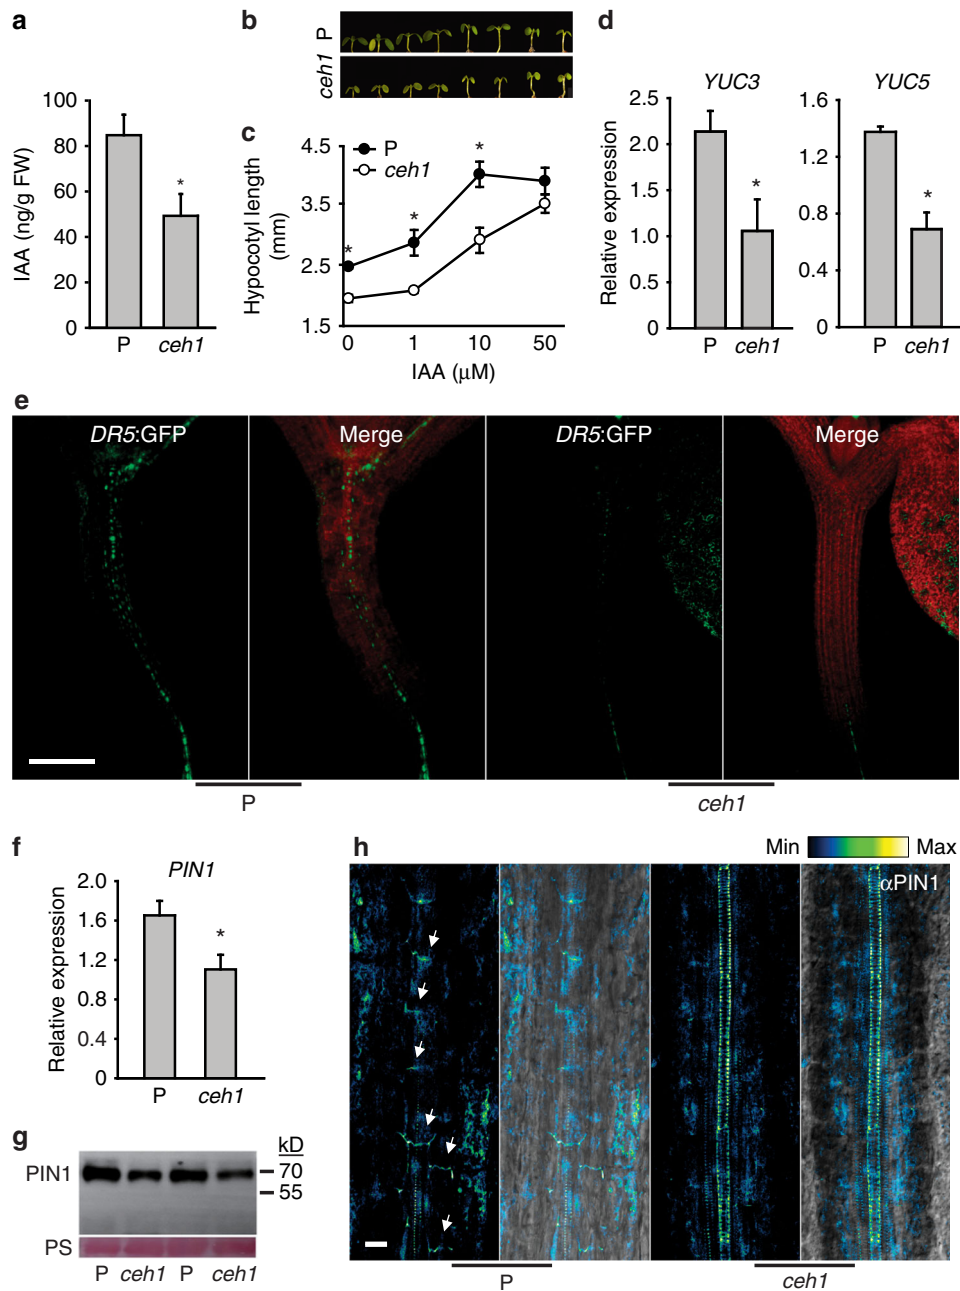 a
IAA (ng/g FW)
100
80
60
40
20
0
*
P
ceh1
b
P
ceh1
c
P
ceh1
Hypocotyl length
(mm)
4.5
3.5
2.5
1.5
*
*
*
0
1
10
50
IAA (μM)
d
YUC3
Relative expression
2.5
2.0
1.5
1.0
0.5
0
*
P
ceh1
YUC5
1.6
1.2
0.8
0.4
0
*
P
ceh1
e
DR5:GFP
Merge
DR5:GFP
Merge
P
ceh1
f
PIN1
Relative expression
2.0
1.6
1.2
0.8
0.4
0
*
P
ceh1
g
kD
PIN1
70
55
PS
P
ceh1
P
ceh1
h
Min
Max
αPIN1
P
ceh1